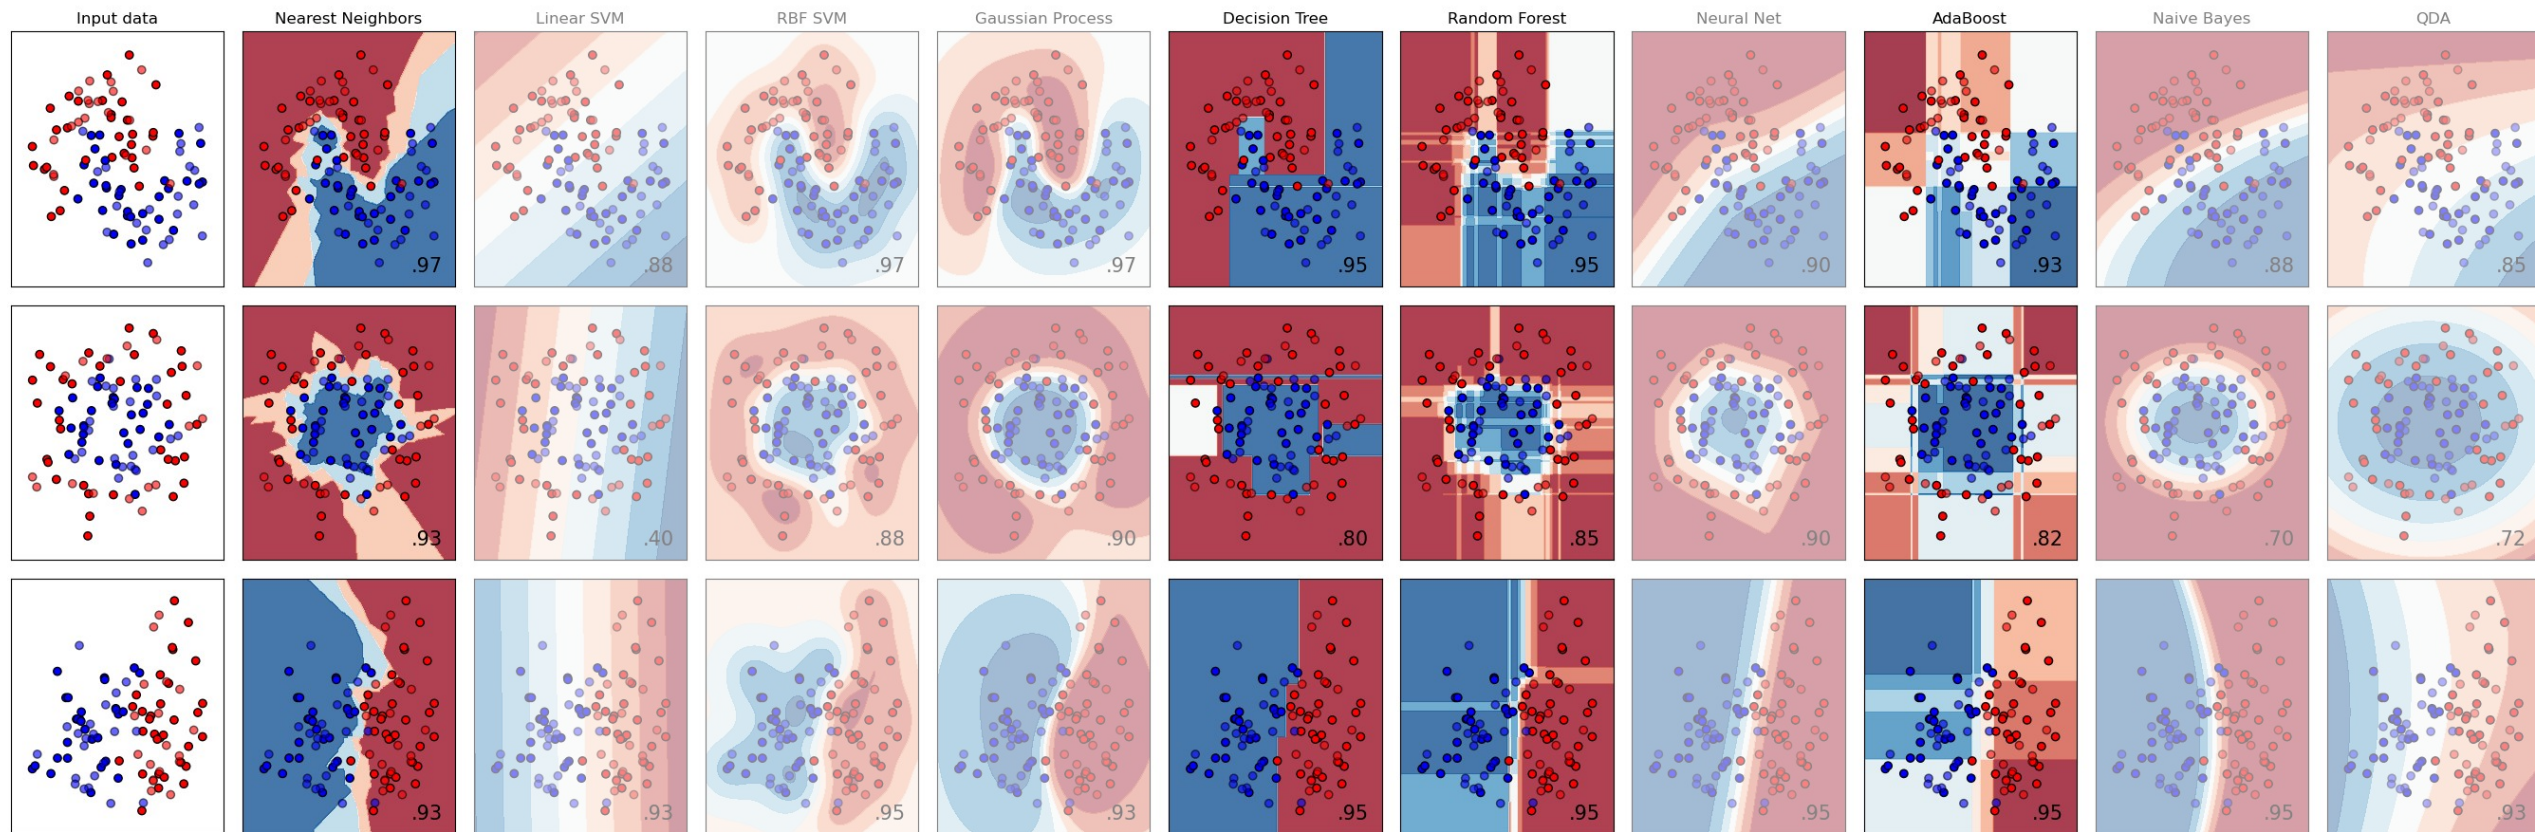 Input data
Nearest Neighbors
Linear SVM
RBF SVM
Gaussian Process
Decision Tree
Random Forest
Neural Net
AdaBoost
Naive Bayes
QDA
.97
.88
.97
.97
.95
.95
.90
.93
.88
.85
.93
.40
.88
.90
.80
.85
.90
.82
.70
.72
.93
.93
.95
.93
.95
.95
.95
.95
.95
.93